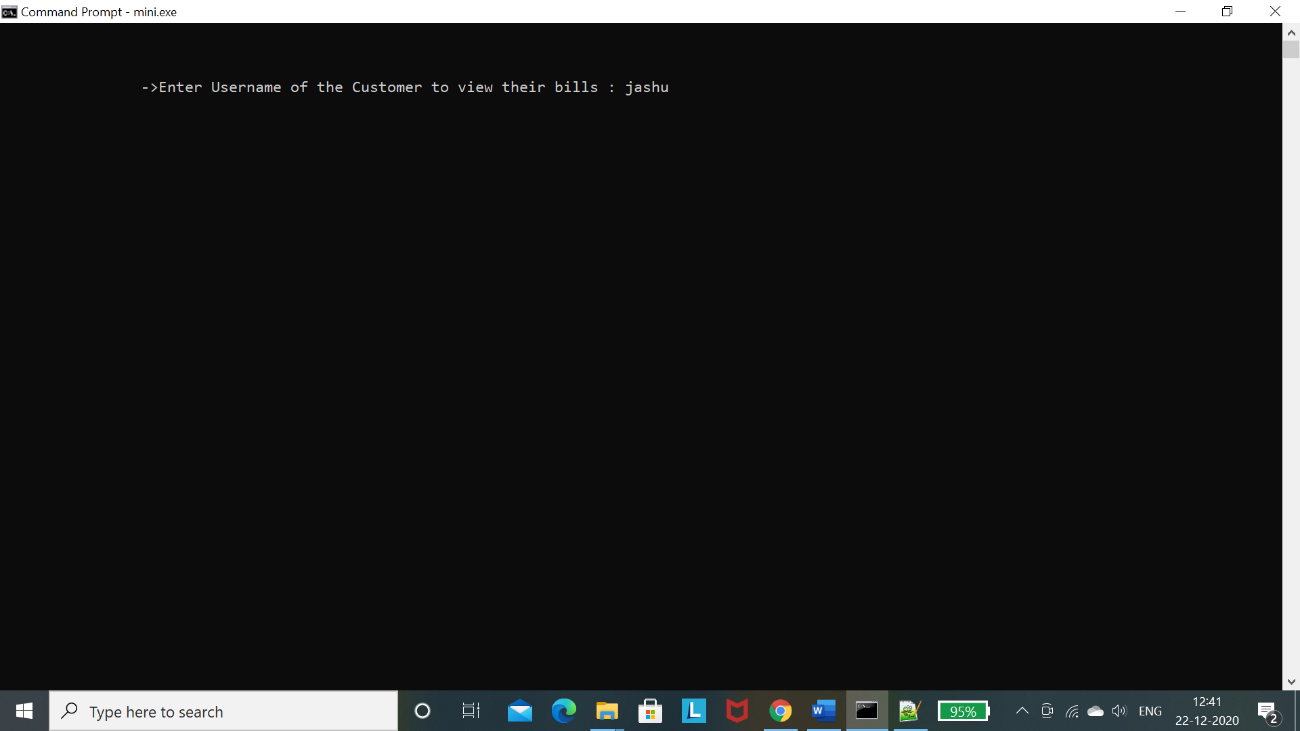 Command Prompt - mini.exe
->Enter Username of the Customer to view their bills : jashu
Type here to search
L
W
95%
ENG
12:41
22-12-2020
2